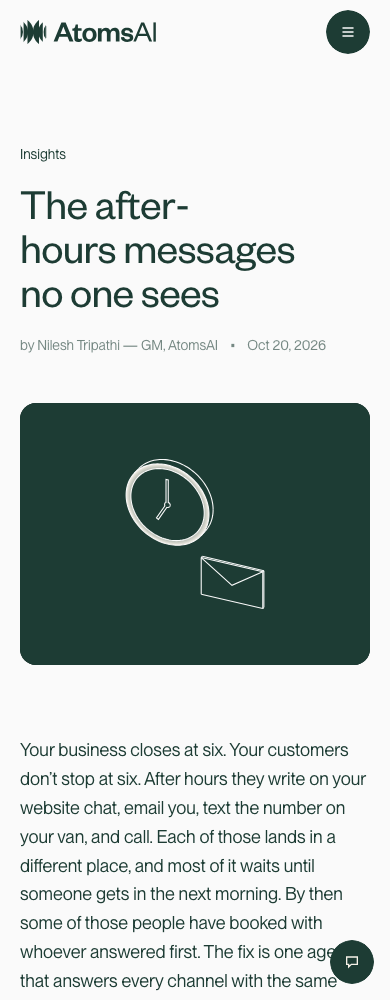 AtomsAI
Insights
The after-
hours messages
no one sees
by Nilesh Tripathi — GM, AtomsAI • Oct 20, 2026
Your business closes at six. Your customers
don’t stop at six. After hours they write on your
website chat, email you, text the number on
your van, and call. Each of those lands in a
different place, and most of it waits until
someone gets in the next morning. By then
some of those people have booked with
whoever answered first. The fix is one
that answers every channel with the same